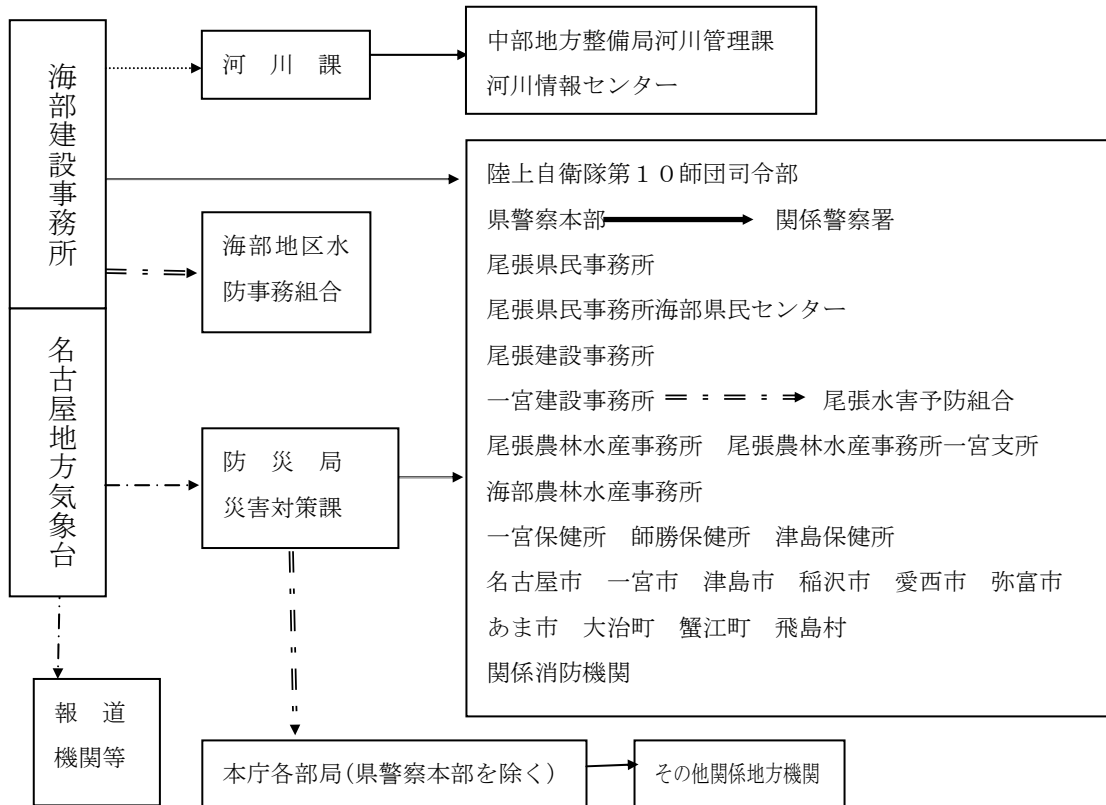 海部建設事務所
名古屋地方気象台
河　川　課
中部地方整備局河川管理課
河川情報センター
海部地区水
防事務組合
防　災　局
災害対策課
陸上自衛隊第１０師団司令部
県警察本部　関係警察署
尾張県民事務所
尾張県民事務所海部県民センター
尾張建設事務所
一宮建設事務所　尾張水害予防組合
尾張農林水産事務所　尾張農林水産事務所一宮支所
海部農林水産事務所
一宮保健所　師勝保健所　津島保健所
名古屋市　一宮市　津島市　稲沢市　愛西市　弥富市
あま市　大治町　蟹江町　飛島村
関係消防機関
報　道
機関等
本庁各部局(県警察本部を除く)
その他関係地方機関